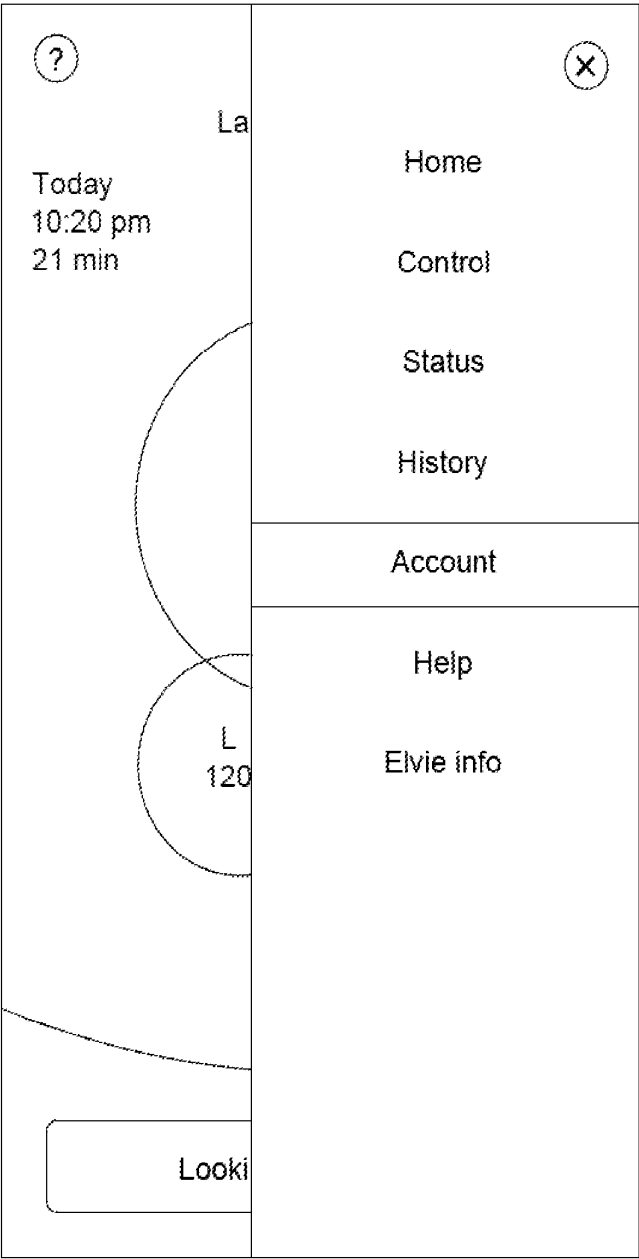 ?
La
Today
10:20 pm
21 min
L
120
Looki
X
Home
Control
Status
History
Account
Help
Elvie info